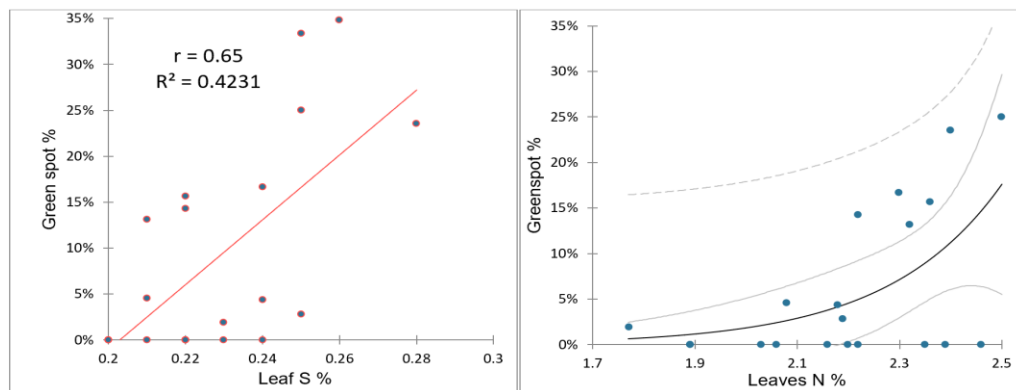 35%
30%
25%
20%
15%
10%
5%
0%
Green spot %
r = 0.65
R² = 0.4231
0.2 0.22 0.24 0.26 0.28 0.3
Leaf S %
35%
30%
25%
20%
15%
10%
5%
0%
Greenspot %
1.7 1.9 2.1 2.3 2.5
Leaves N %